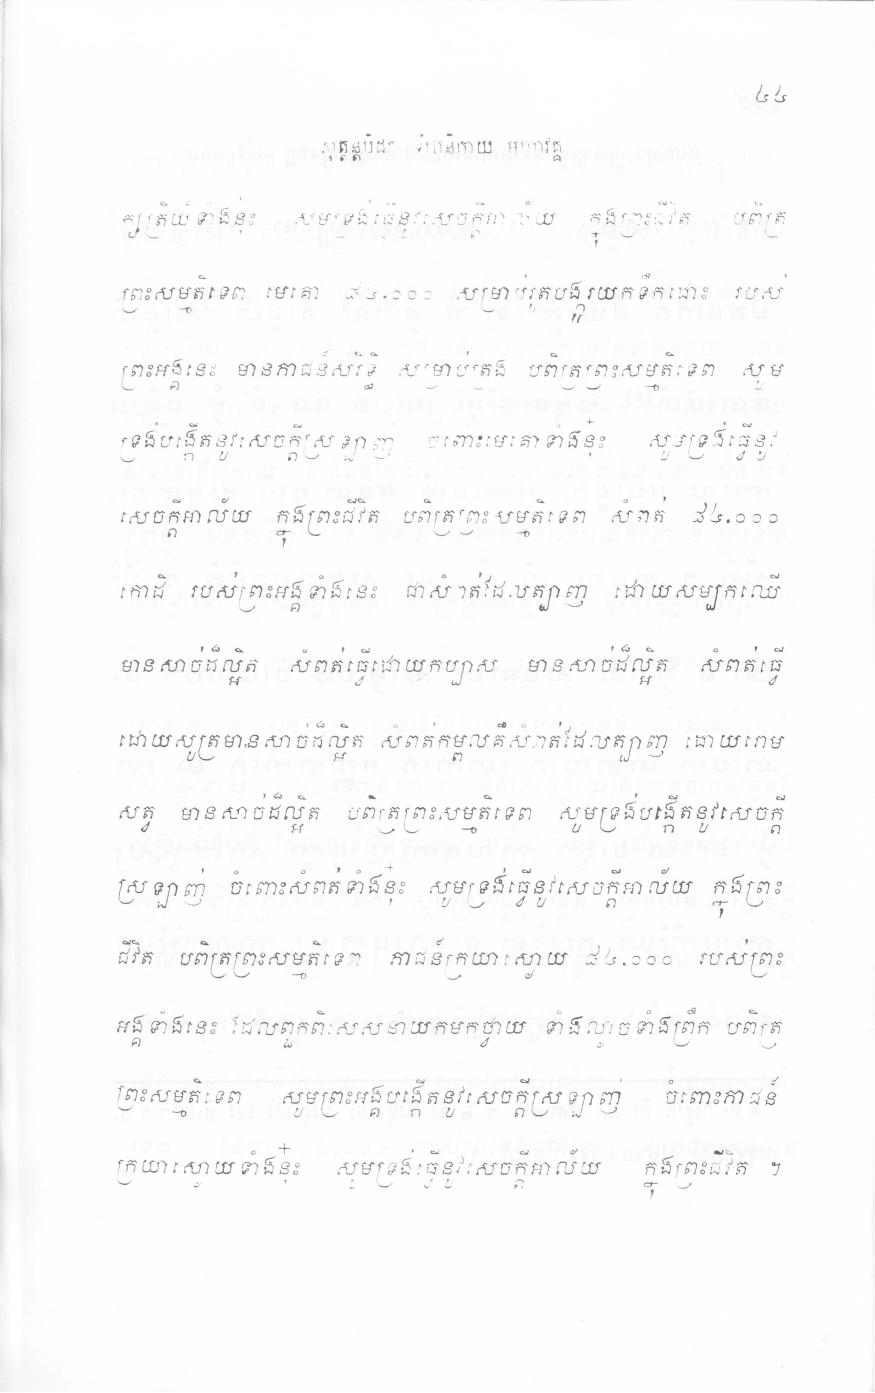 ៤៤
សុត្តន្តបិដក ទីឃនិកាយ មហាវគ្គ
ក្សត្រិយ៍ទាំងនុ៎ះ សូមទ្រង់ធ្វើនូវសេចក្តីអាល័យ ក្នុងព្រះជីវិត បពិត្រ
ព្រះសម្មតិទេព មេគោ ៨៤.០០០ សម្រាប់រូតបង្ហូរយកទឹកដោះ របស់
ព្រះអង្គនេះ មានភាជន៍សំរិទ្ធិ សម្រាប់ត្រង បពិត្រព្រះសម្មតិទេព សូម
ទ្រង់បង្កើតនូវសេចក្តីស្រឡាញ់ ចំពោះមេគោទាំងនុ៎ះ សូមទ្រង់ធ្វើនូវ
សេចក្តីអាល័យ ក្នុងព្រះជីវិត បពិត្រព្រះសម្មតិទេព សំពត់ ៨៤.០០០
កោដិ របស់ព្រះអង្គទាំងនេះ ជាសំពត់ដែលត្បាញ ដោយសម្បកឈើ
មានសាច់ដ៏ល្អិត សំពត់ធ្វើដោយកប្បាស មានសាច់ដ៏ល្អិត សំពត់ធ្វើ
ដោយសូត្រមានសាច់ដ៏ល្អិត សំពត់កម្ពលគឺសំពត់ដែលត្បាញ ដោយរោម
សត្វ មានសាច់ដ៏ល្អិត បពិត្រព្រះសម្មតិទេព សូមទ្រង់បង្កើតនូវសេចក្តី
ស្រឡាញ់ ចំពោះសំពត់ទាំងនុ៎ះ សូមទ្រង់ធ្វើនូវសេចក្តីអាល័យ ក្នុងព្រះ
ជីវិត បពិត្រព្រះសម្មតិទេព ភាជន៍ក្រយាស្ងោយ ៨៤.០០០ របស់ព្រះ
អង្គទាំងនេះ ដែលពួកពិសេសនាយកមកថ្វាយ ទាំងល្ងាចទាំងព្រឹក បពិត្រ
ព្រះសម្មតិទេព សូមព្រះអង្គបង្កើតនូវសេចក្តីស្រឡាញ់ ចំពោះភាជន៍
ក្រយាស្ងោយទាំងនុ៎ះ សូមទ្រង់ធ្វើនូវសេចក្តីអាល័យ ក្នុងព្រះជីវិត ។